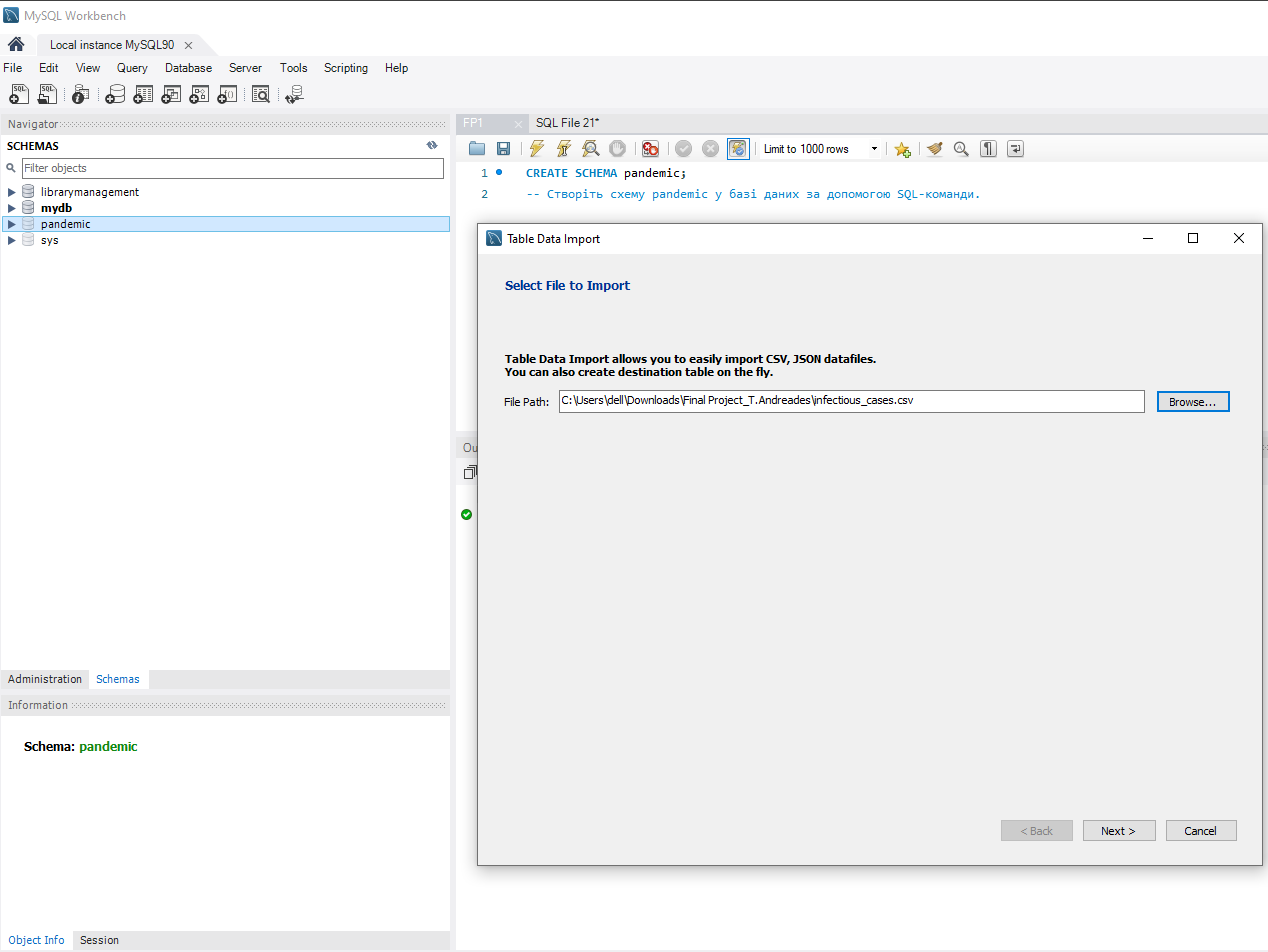 MySQL Workbench
Local instance MySQL90
File Edit View Query Database Server Tools Scripting Help
Navigator
SCHEMAS
Filter objects
librarymanagement
mydb
pandemic
sys
Administration Schemas
Information
Schema: pandemic
Object Info Session
FP1 SQL File 21*
Limit to 1000 rows
1 CREATE SCHEMA pandemic;
2 -- Створіть схему pandemic у базі даних за допомогою SQL-команди.
Ou
Table Data Import
Select File to Import
Table Data Import allows you to easily import CSV, JSON datafiles.
You can also create destination table on the fly.
File Path: C:\Users\dell\Downloads\Final Project_T.Andreades\infectious_cases.csv Browse...
< Back Next > Cancel